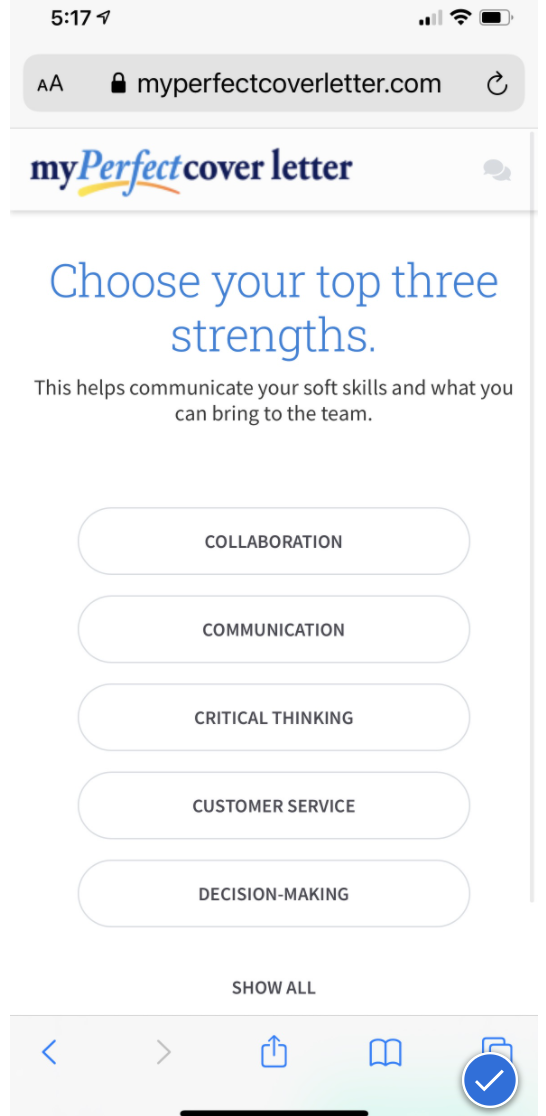 5:17
AA myperfectcoverletter.com
myPerfectcover letter
Choose your top three
strengths.
This helps communicate your soft skills and what you
can bring to the team.
COLLABORATION
COMMUNICATION
CRITICAL THINKING
CUSTOMER SERVICE
DECISION-MAKING
SHOW ALL